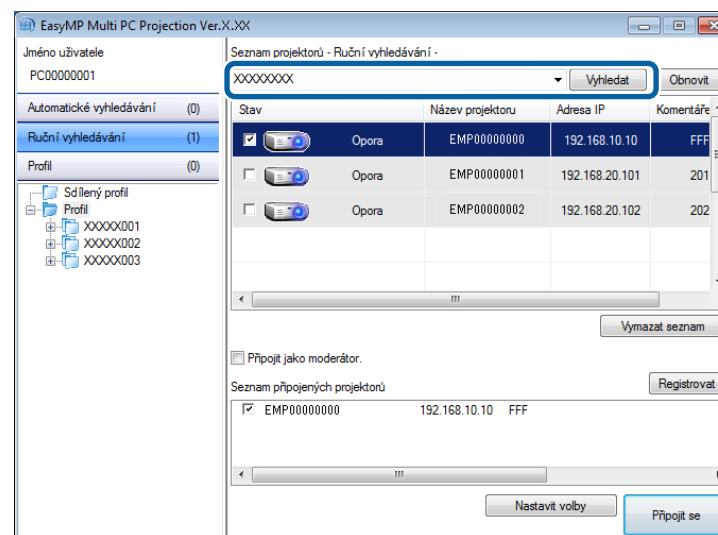 EasyMP Multi PC Projection Ver.X.XX
Jméno uživatele
PC00000001
Automatické vyhledávání (0)
Ruční vyhledávání (1)
Profil (0)
Sdílený profil
Profil
XXXXX001
XXXXX002
XXXXX003
Seznam projektorů - Ruční vyhledávání -
XXXXXXXX Vyhledat Obnovit
Stav Název projektoru Adresa IP Komentáře
Opora EMP00000000 192.168.10.10 FFF
Opora EMP00000001 192.168.20.101 201
Opora EMP00000002 192.168.20.102 202
Vymazat seznam
Připojit jako moderátor.
Seznam připojených projektorů Registrovat
EMP00000000 192.168.10.10 FFF
Nastavit volby Připojit se